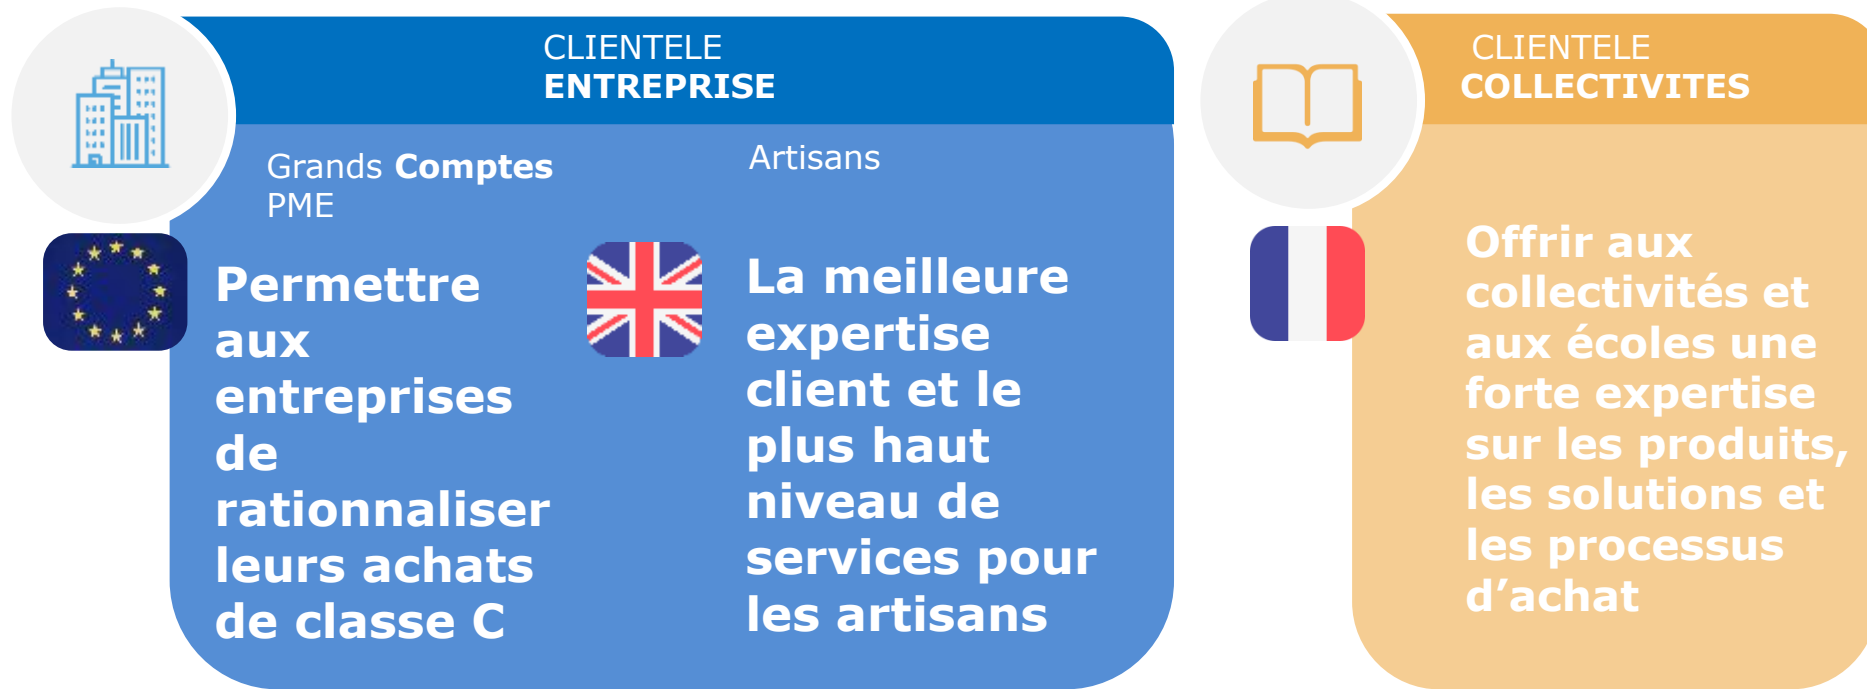 CLIENTELE
ENTREPRISE
Grands Comptes
PME
Permettre
aux
entreprises
de
rationnaliser
leurs achats
de classe C
Artisans
La meilleure
expertise
client et le
plus haut
niveau de
services pour
les artisans
CLIENTELE
COLLECTIVITES
Offrir aux
collectivités et
aux écoles une
forte expertise
sur les produits,
les solutions et
les processus
d’achat